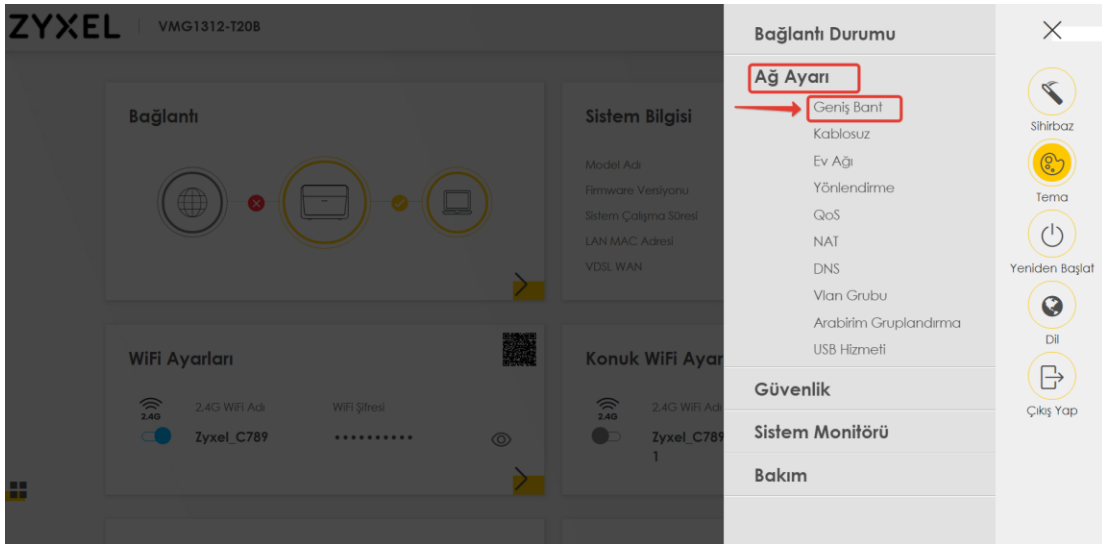 ZYXEL VMG1312-T20B
Bağlantı
Sistem Bilgisi
Model Adı
Firmware Versiyonu
Sistem Çalışma Süresi
LAN MAC Adresi
VDSL WAN
WiFi Ayarları
2.4G
2.4G WiFi Adı
WiFi Şifresi
Zyxel_C789
••••••••••
Konuk WiFi Ayar
2.4G
2.4G WiFi Adı
Zyxel_C789
1
Bağlantı Durumu
Ağ Ayarı
Geniş Bant
Kablosuz
Ev Ağı
Yönlendirme
QoS
NAT
DNS
Vlan Grubu
Arabirim Gruplandırma
USB Hizmeti
Güvenlik
Sistem Monitörü
Bakım
Sihirbaz
Tema
Yeniden Başlat
Dil
Çıkış Yap